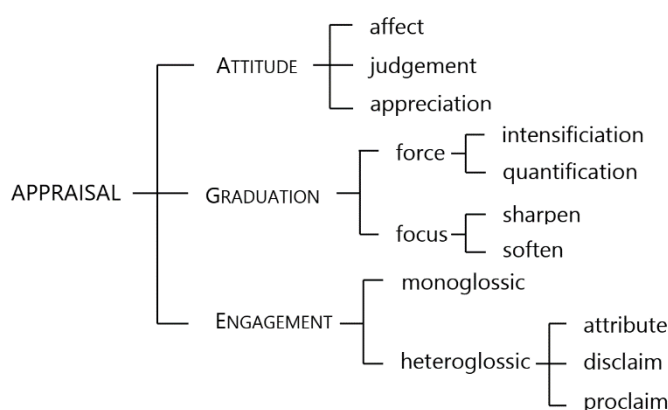 affect
ATTITUDE
judgement
appreciation
intensificiation
force
quantification
APPRAISAL
GRADUATION
sharpen
focus
soften
monoglossic
ENGAGEMENT
attribute
heteroglossic
disclaim
proclaim